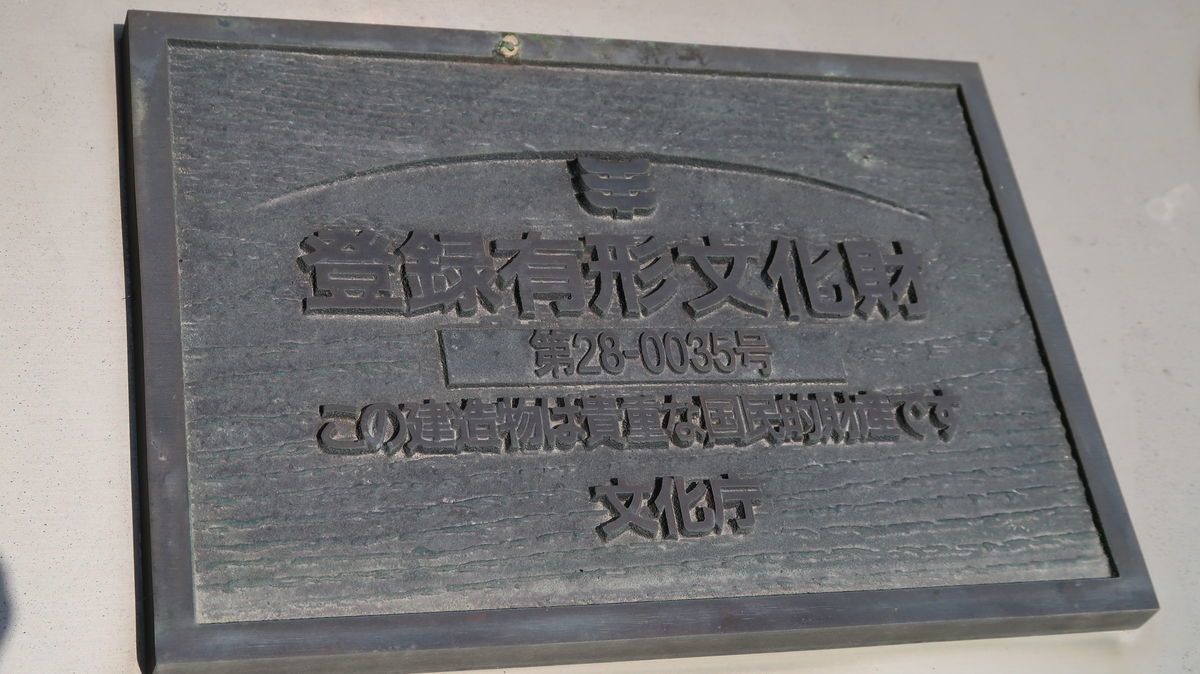 登録有形文化財
第28-0035号
この建造物は貴重な国民的財産です
文化庁